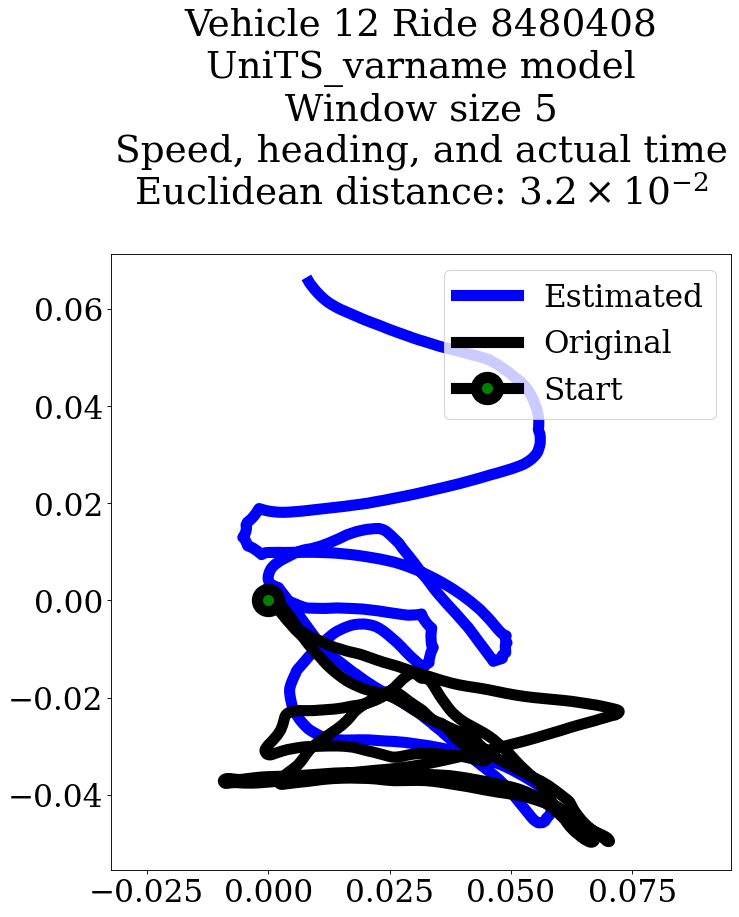 Vehicle 12 Ride 8480408
UniTS_varname model
Window size 5
Speed, heading, and actual time
Euclidean distance: 3.2 × 10⁻²
Estimated
Original
Start
0.06
0.04
0.02
0.00
−0.02
−0.04
−0.025 0.000 0.025 0.050 0.075